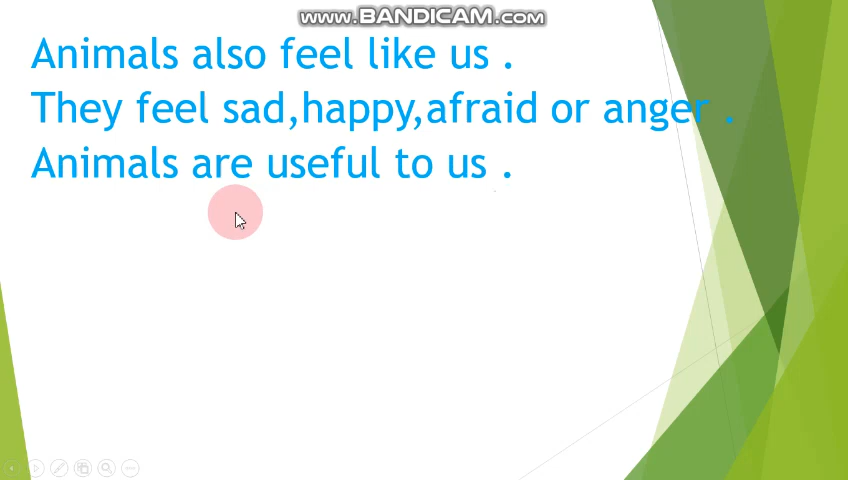 www.BANDICAM.com
Animals also feel like us .
They feel sad,happy,afraid or anger .
Animals are useful to us .